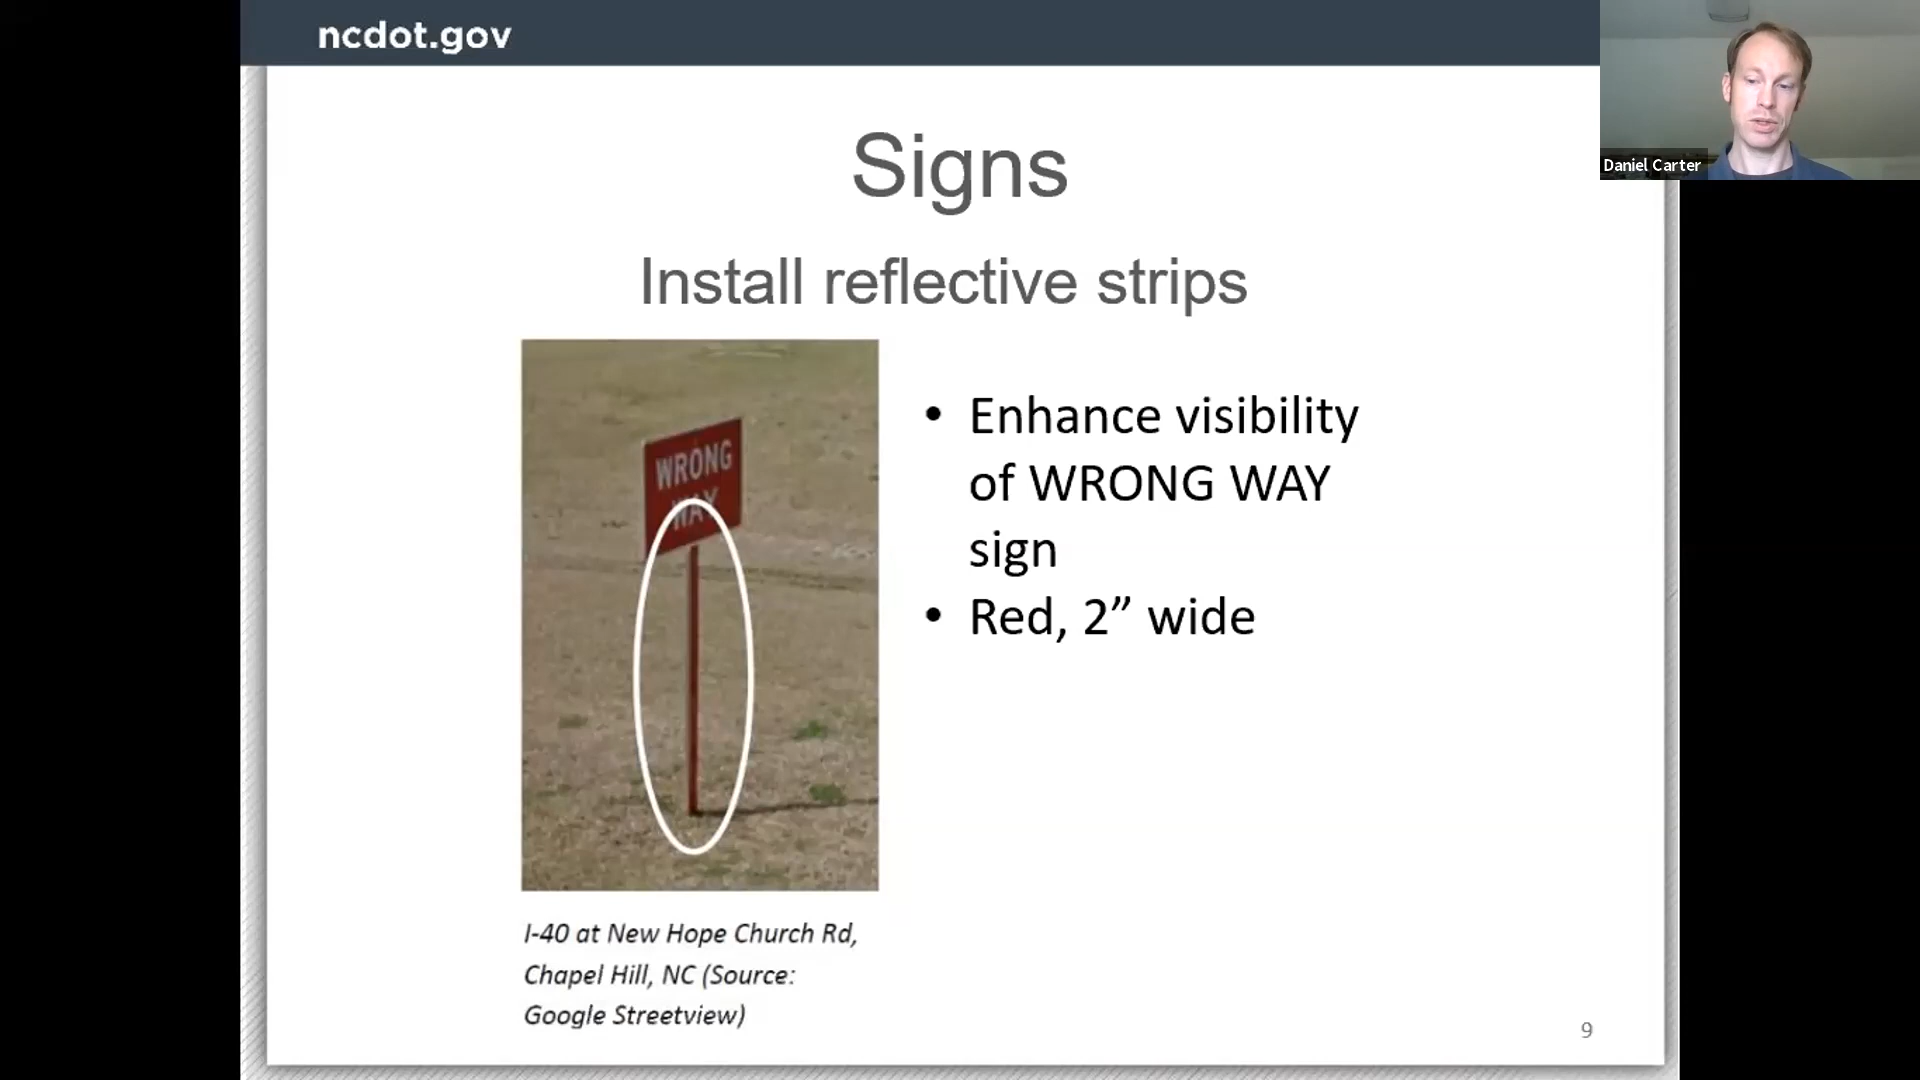 ncdot.gov
Daniel Carter
Signs
Install reflective strips
WRONG
WAY
• Enhance visibility
of WRONG WAY
sign
• Red, 2” wide
I-40 at New Hope Church Rd,
Chapel Hill, NC (Source:
Google Streetview)
9